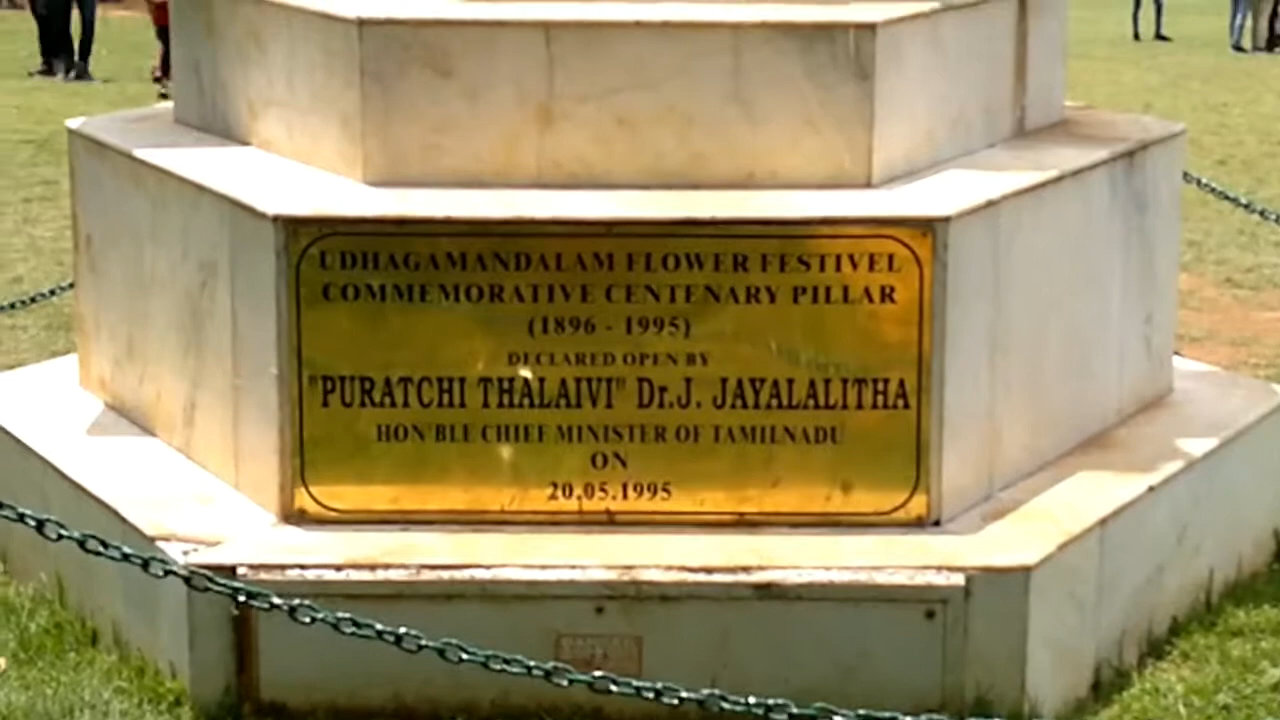 UDHAGAMANDALAM FLOWER FESTIVEL
COMMEMORATIVE CENTENARY PILLAR
(1896 - 1995)
DECLARED OPEN BY
"PURATCHI THALAIVI" Dr.J. JAYALALITHA
HON'BLE CHIEF MINISTER OF TAMILNADU
ON
20.05.1995